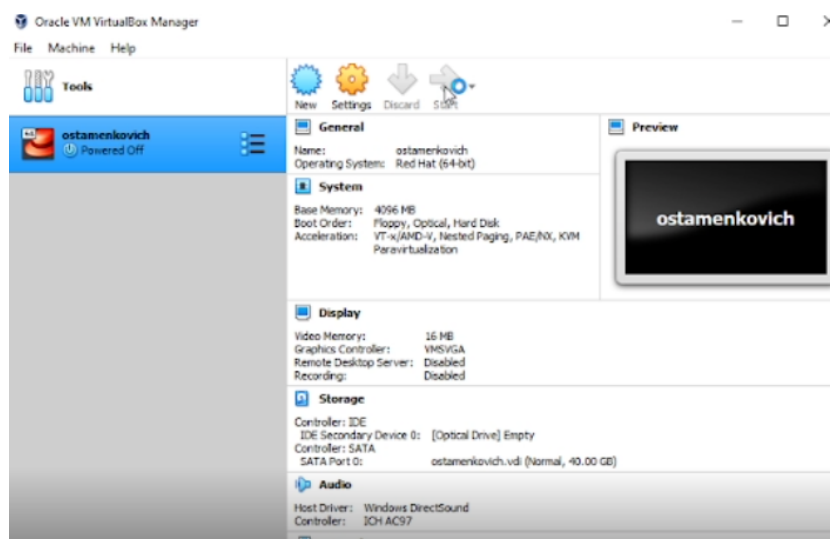 Oracle VM VirtualBox Manager
File Machine Help
Tools
New Settings Discard Start
ostamenkovich
Powered Off
General
Name: ostamenkovich
Operating System: Red Hat (64-bit)
System
Base Memory: 4096 MB
Boot Order: Floppy, Optical, Hard Disk
Acceleration: VT-x/AMD-V, Nested Paging, PAE/NX, KVM
Paravirtualization
Preview
ostamenkovich
Display
Video Memory: 16 MB
Graphics Controller: VMSVGA
Remote Desktop Server: Disabled
Recording: Disabled
Storage
Controller: IDE
IDE Secondary Device 0: [Optical Drive] Empty
Controller: SATA
SATA Port 0: ostamenkovich.vdi (Normal, 40.00 GB)
Audio
Host Driver: Windows DirectSound
Controller: ICH AC97